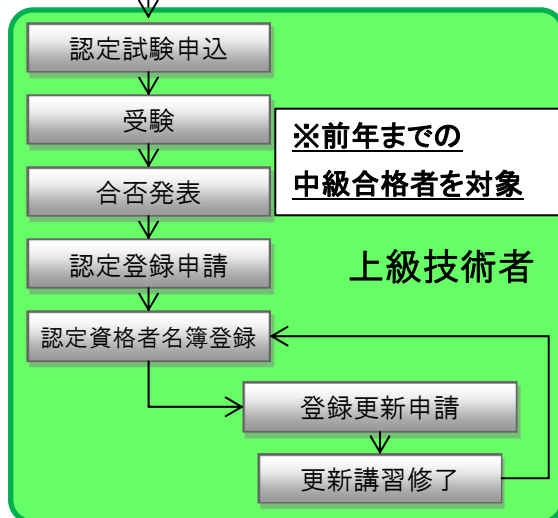 認定試験申込
受験
※前年までの
中級合格者を対象
合否発表
認定登録申請
上級技術者
認定資格者名簿登録
登録更新申請
更新講習修了